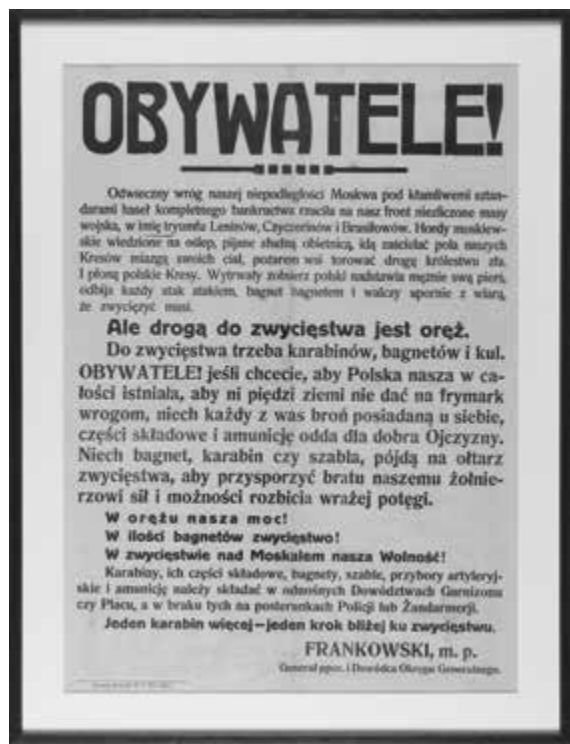 OBYWATELE!
Odwieczny wróg naszej niepodległości Moskwa pod kłamliwemi sztan-
darami haseł kompletnego bankructwa rzuciła na nasz front niezliczone masy
wojska, w imię tryumfu Leninów, Czyczerinów i Brusiłowów. Hordy moskiew-
skie wiedzione na oślep, pijane złudną obietnicą, idą zaścielać pola naszych
Kresów miazgą swoich ciał, pożarem wsi torować drogę królestwu zła.
I płoną polskie Kresy. Wytrwały żołnierz polski nadstawia mężnie swą pierś,
odbija każdy atak atakiem, bagnet bagnetem i walczy upornie z wiarą,
że zwyciężyć musi.
Ale drogą do zwycięstwa jest oręż.
Do zwycięstwa trzeba karabinów, bagnetów i kul.
OBYWATELE! jeśli chcecie, aby Polska nasza w ca-
łości istniała, aby ni piędzi ziemi nie dać na frymark
wrogom, niech każdy z was broń posiadaną u siebie,
części składowe i amunicję odda dla dobra Ojczyzny.
Niech bagnet, karabin czy szabla, pójdą na ołtarz
zwycięstwa, aby przysporzyć bratu naszemu żołnie-
rzowi sił i możności rozbicia wrażej potęgi.
W orężu nasza moc!
W ilości bagnetów zwycięstwo!
W zwycięstwie nad Moskalem nasza Wolność!
Karabiny, ich części składowe, bagnety, szable, przybory artyleryj-
skie i amunicję należy składać w odnośnych Dowództwach Garnizonu
czy Placu, a w braku tych na posterunkach Policji lub Żandarmerji.
Jeden karabin więcej—jeden krok bliżej ku zwycięstwu.
FRANKOWSKI, m. p.
Generał ppor. i Dowódca Okręgu Generalnego.